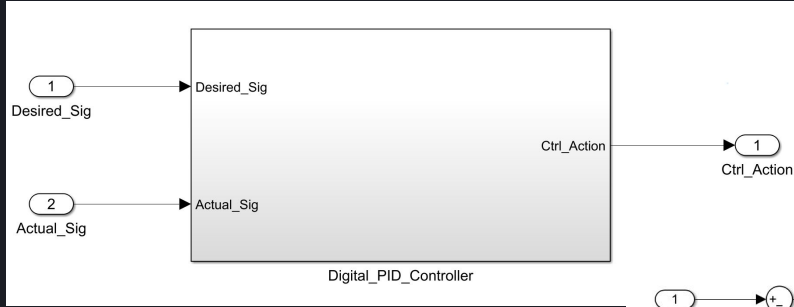 1
Desired_Sig
Desired_Sig
Ctrl_Action
1
Ctrl_Action
2
Actual_Sig
Actual_Sig
Digital_PID_Controller
1
+_